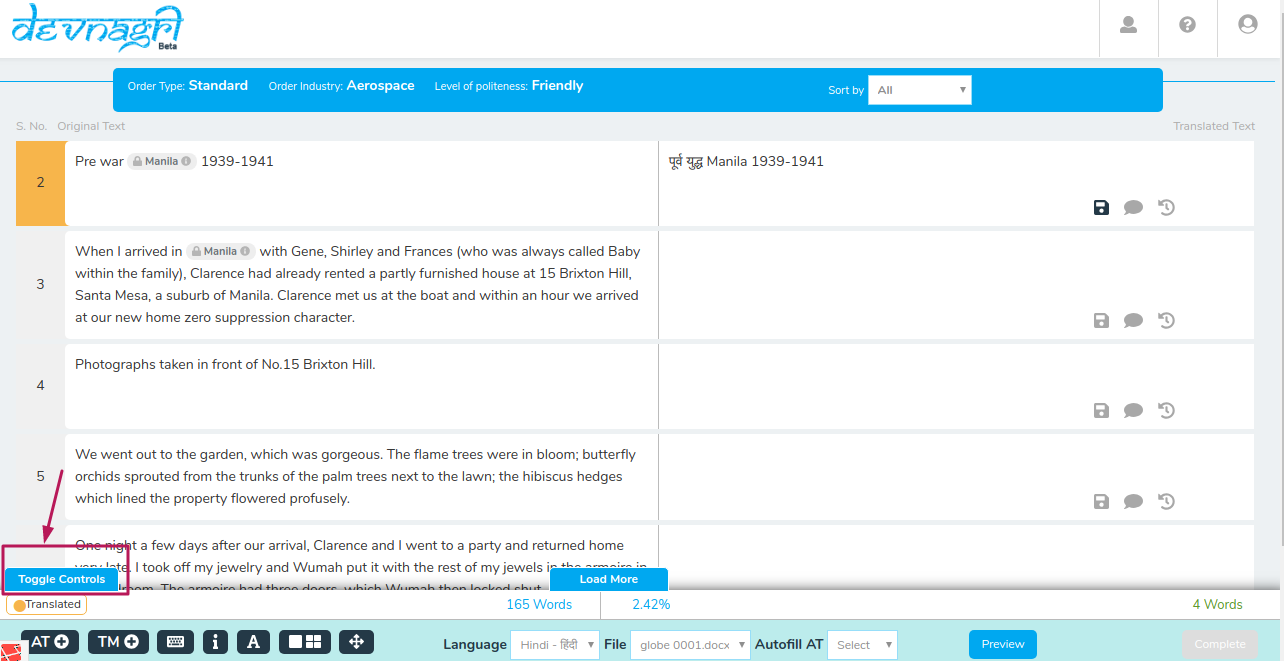 devnagri
Beta
Order Type: Standard Order Industry: Aerospace Level of politeness: Friendly Sort by All
S. No. Original Text Translated Text
2 Pre war Manila 1939-1941 पूर्व युद्ध Manila 1939-1941
When I arrived in Manila with Gene, Shirley and Frances (who was always called Baby
within the family), Clarence had already rented a partly furnished house at 15 Brixton Hill,
3 Santa Mesa, a suburb of Manila. Clarence met us at the boat and within an hour we arrived
at our new home zero suppression character.
Photographs taken in front of No.15 Brixton Hill.
4
We went out to the garden, which was gorgeous. The flame trees were in bloom; butterfly
5 orchids sprouted from the trunks of the palm trees next to the lawn; the hibiscus hedges
which lined the property flowered profusely.
One night a few days after our arrival, Clarence and I went to a party and returned home
very late. I took off my jewelry and Wumah put it with the rest of my jewels in the armoire in
Toggle Controls Load More
The armoire had three doors, which Wumah then locked shut
Translated 165 Words 2.42% 4 Words
AT TM A Language Hindi - हिंदी File globe 0001.docx Autofill AT Select Preview Complete